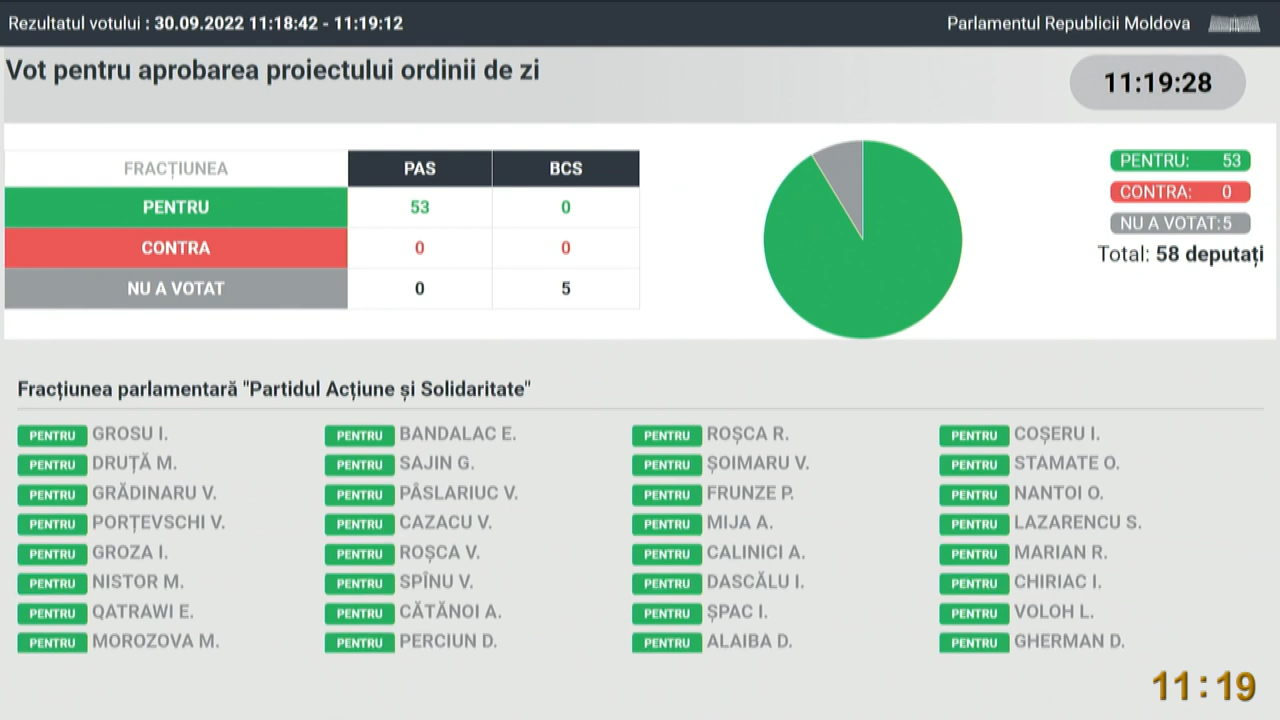 Rezultatul votului : 30.09.2022 11:18:42 - 11:19:12
Parlamentul Republicii Moldova
Vot pentru aprobarea proiectului ordinii de zi
11:19:28
FRACȚIUNEA PAS BCS
PENTRU 53 0
CONTRA 0 0
NU A VOTAT 0 5
PENTRU: 53
CONTRA: 0
NU A VOTAT: 5
Total: 58 deputați
Fracțiunea parlamentară "Partidul Acțiune și Solidaritate"
PENTRU GROSU I. PENTRU BANDALAC E. PENTRU ROȘCA R. PENTRU COȘERU I.
PENTRU DRUȚĂ M. PENTRU SAJIN G. PENTRU ȘOIMARU V. PENTRU STAMATE O.
PENTRU GRĂDINARU V. PENTRU PÂSLARIUC V. PENTRU FRUNZE P. PENTRU NANTOI O.
PENTRU PORȚEVSCHI V. PENTRU CAZACU V. PENTRU MIJA A. PENTRU LAZARENCU S.
PENTRU GROZA I. PENTRU ROȘCA V. PENTRU CALINICI A. PENTRU MARIAN R.
PENTRU NISTOR M. PENTRU SPÎNU V. PENTRU DASCĂLU I. PENTRU CHIRIAC I.
PENTRU QATRAWI E. PENTRU CĂTĂNOI A. PENTRU ȘPAC I. PENTRU VOLOH L.
PENTRU MOROZOVA M. PENTRU PERCIUN D. PENTRU ALAIBA D. PENTRU GHERMAN D.
11:19